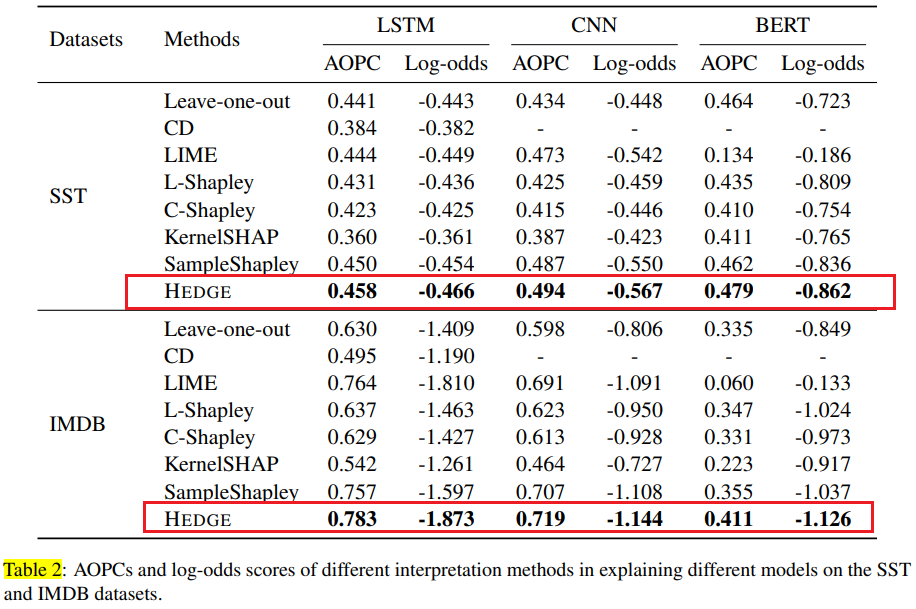 Datasets Methods LSTM CNN BERT
AOPC Log-odds AOPC Log-odds AOPC Log-odds
SST
Leave-one-out 0.441 -0.443 0.434 -0.448 0.464 -0.723
CD 0.384 -0.382 - - - -
LIME 0.444 -0.449 0.473 -0.542 0.134 -0.186
L-Shapley 0.431 -0.436 0.425 -0.459 0.435 -0.809
C-Shapley 0.423 -0.425 0.415 -0.446 0.410 -0.754
KernelSHAP 0.360 -0.361 0.387 -0.423 0.411 -0.765
SampleShapley 0.450 -0.454 0.487 -0.550 0.462 -0.836
HEDGE 0.458 -0.466 0.494 -0.567 0.479 -0.862
IMDB
Leave-one-out 0.630 -1.409 0.598 -0.806 0.335 -0.849
CD 0.495 -1.190 - - - -
LIME 0.764 -1.810 0.691 -1.091 0.060 -0.133
L-Shapley 0.637 -1.463 0.623 -0.950 0.347 -1.024
C-Shapley 0.629 -1.427 0.613 -0.928 0.331 -0.973
KernelSHAP 0.542 -1.261 0.464 -0.727 0.223 -0.917
SampleShapley 0.757 -1.597 0.707 -1.108 0.355 -1.037
HEDGE 0.783 -1.873 0.719 -1.144 0.411 -1.126
Table 2: AOPCs and log-odds scores of different interpretation methods in explaining different models on the SST
and IMDB datasets.